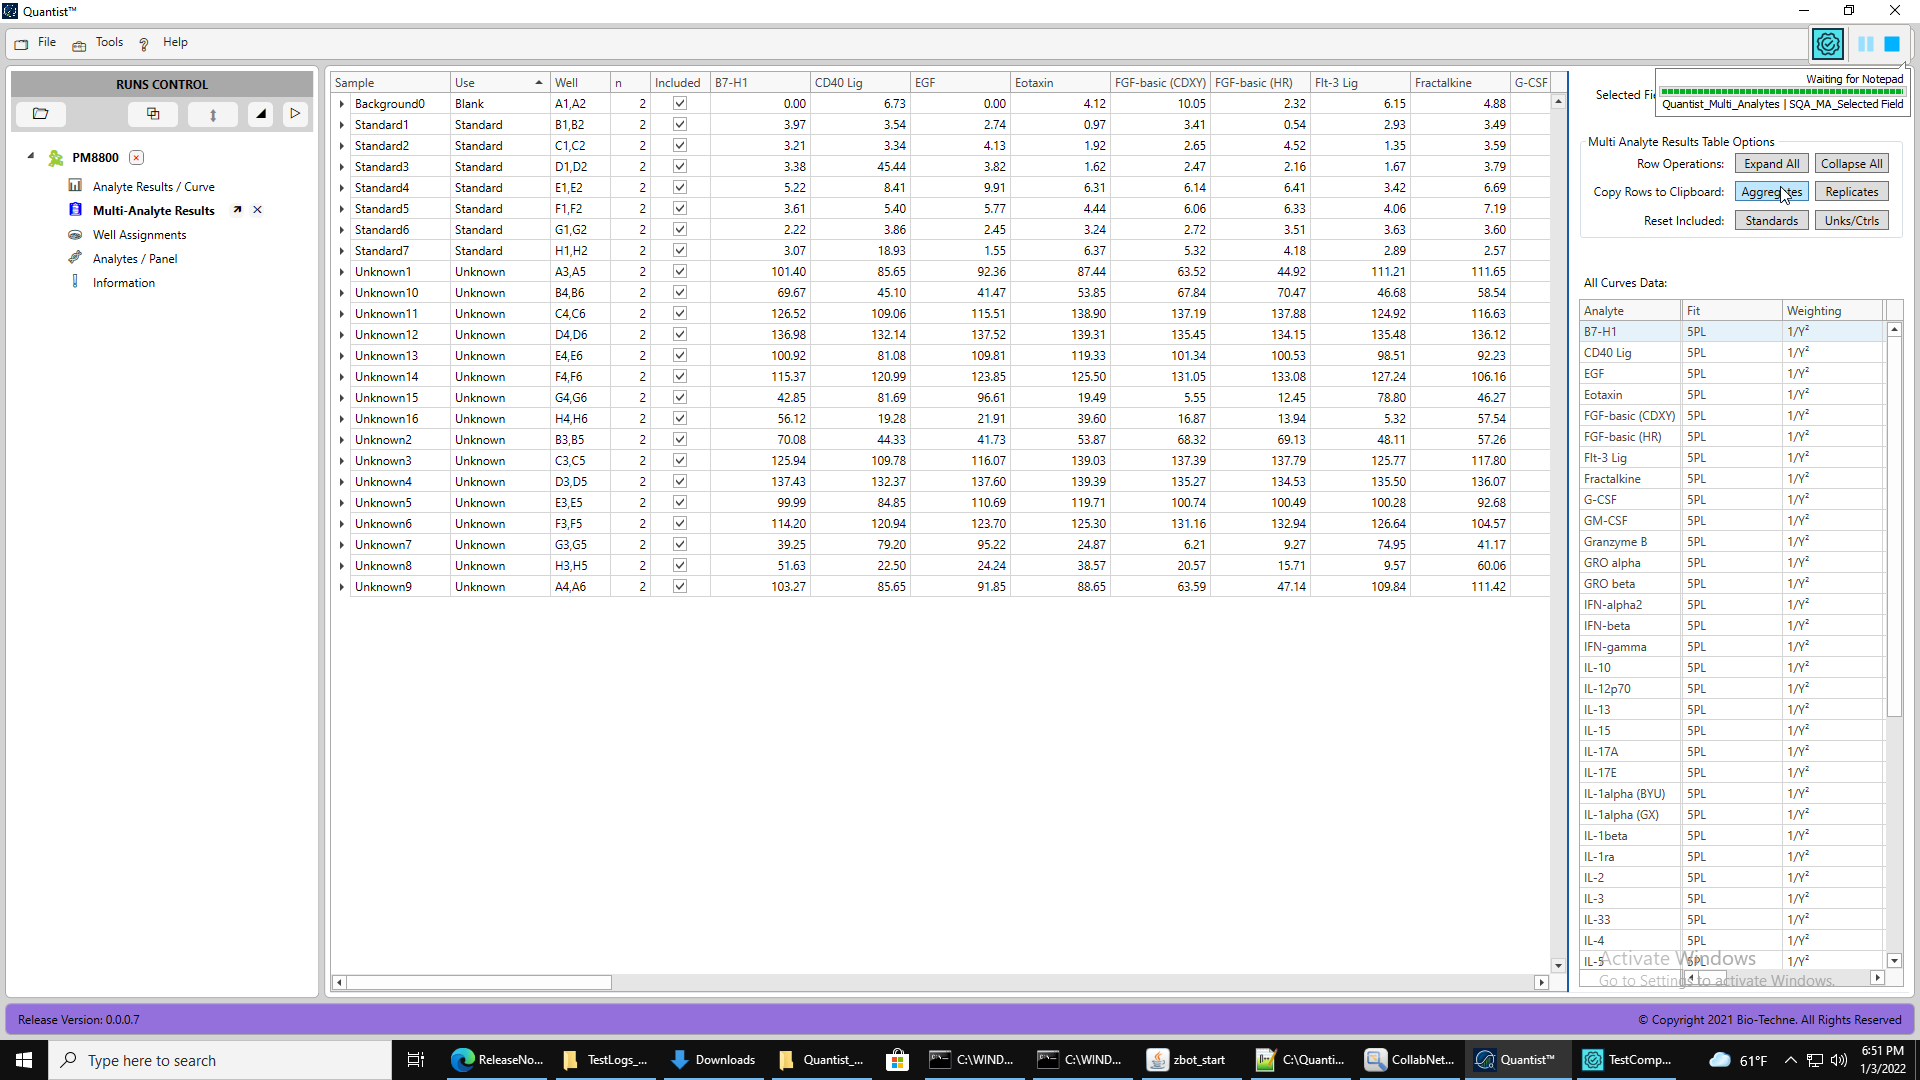 Quantist™
File Tools ? Help
RUNS CONTROL
PM8800
Analyte Results / Curve
Multi-Analyte Results
Well Assignments
Analytes / Panel
Information
Sample Use Well n Included B7-H1 CD40 Lig EGF Eotaxin FGF-basic (CDXY) FGF-basic (HR) Flt-3 Lig Fractalkine G-CSF
Background0 Blank A1,A2 2 0.00 6.73 0.00 4.12 10.05 2.32 6.15 4.88
Standard1 Standard B1,B2 2 3.97 3.54 2.74 0.97 3.41 0.54 2.93 3.49
Standard2 Standard C1,C2 2 3.21 3.34 4.13 1.92 2.65 4.52 1.35 3.59
Standard3 Standard D1,D2 2 3.38 45.44 3.82 1.62 2.47 2.16 1.67 3.79
Standard4 Standard E1,E2 2 5.22 8.41 9.91 6.31 6.14 6.41 3.42 6.69
Standard5 Standard F1,F2 2 3.61 5.40 5.77 4.44 6.06 6.33 4.06 7.19
Standard6 Standard G1,G2 2 2.22 3.86 2.45 3.24 2.72 3.51 3.63 3.60
Standard7 Standard H1,H2 2 3.07 18.93 1.55 6.37 5.32 4.18 2.89 2.57
Unknown1 Unknown A3,A5 2 101.40 85.65 92.36 87.44 63.52 44.92 111.21 111.65
Unknown10 Unknown B4,B6 2 69.67 45.10 41.47 53.85 67.84 70.47 46.68 58.54
Unknown11 Unknown C4,C6 2 126.52 109.06 115.51 138.90 137.19 137.88 124.92 116.63
Unknown12 Unknown D4,D6 2 136.98 132.14 137.52 139.31 135.45 134.15 135.48 136.12
Unknown13 Unknown E4,E6 2 100.92 81.08 109.81 119.33 101.34 100.53 98.51 92.23
Unknown14 Unknown F4,F6 2 115.37 120.99 123.85 125.50 131.05 133.08 127.24 106.16
Unknown15 Unknown G4,G6 2 42.85 81.69 96.61 19.49 5.55 12.45 78.80 46.27
Unknown16 Unknown H4,H6 2 56.12 19.28 21.91 39.60 16.87 13.94 5.32 57.54
Unknown2 Unknown B3,B5 2 70.08 44.33 41.73 53.87 68.32 69.13 48.11 57.26
Unknown3 Unknown C3,C5 2 125.94 109.78 116.07 139.03 137.39 137.79 125.77 117.80
Unknown4 Unknown D3,D5 2 137.43 132.37 137.60 139.39 135.27 134.53 135.50 136.07
Unknown5 Unknown E3,E5 2 99.99 84.85 110.69 119.71 100.74 100.49 100.28 92.68
Unknown6 Unknown F3,F5 2 114.20 120.94 123.70 125.30 131.16 132.94 126.64 104.57
Unknown7 Unknown G3,G5 2 39.25 79.20 95.22 24.87 6.21 9.27 74.95 41.17
Unknown8 Unknown H3,H5 2 51.63 22.50 24.24 38.57 20.57 15.71 9.57 60.06
Unknown9 Unknown A4,A6 2 103.27 85.65 91.85 88.65 63.59 47.14 109.84 111.42
Waiting for Notepad
Quantist_Multi_Analytes | SQA_MA_Selected Field
Selected Fi
Multi Analyte Results Table Options
Row Operations: Expand All Collapse All
Copy Rows to Clipboard: Aggregates Replicates
Reset Included: Standards Unks/Ctrls
All Curves Data:
Analyte Fit Weighting
B7-H1 5PL 1/Y²
CD40 Lig 5PL 1/Y²
EGF 5PL 1/Y²
Eotaxin 5PL 1/Y²
FGF-basic (CDXY) 5PL 1/Y²
FGF-basic (HR) 5PL 1/Y²
Flt-3 Lig 5PL 1/Y²
Fractalkine 5PL 1/Y²
G-CSF 5PL 1/Y²
GM-CSF 5PL 1/Y²
Granzyme B 5PL 1/Y²
GRO alpha 5PL 1/Y²
GRO beta 5PL 1/Y²
IFN-alpha2 5PL 1/Y²
IFN-beta 5PL 1/Y²
IFN-gamma 5PL 1/Y²
IL-10 5PL 1/Y²
IL-12p70 5PL 1/Y²
IL-13 5PL 1/Y²
IL-15 5PL 1/Y²
IL-17A 5PL 1/Y²
IL-17E 5PL 1/Y²
IL-1alpha (BYU) 5PL 1/Y²
IL-1alpha (GX) 5PL 1/Y²
IL-1beta 5PL 1/Y²
IL-1ra 5PL 1/Y²
IL-2 5PL 1/Y²
IL-3 5PL 1/Y²
IL-33 5PL 1/Y²
IL-4 5PL 1/Y²
IL-5 5PL 1/Y²
Activate Windows
Go to Settings to activate Windows.
Release Version: 0.0.0.7
© Copyright 2021 Bio-Techne. All Rights Reserved
Type here to search
ReleaseNo... TestLogs_... Downloads Quantist_... C:\WIND... C:\WIND... zbot_start C:\Quanti... CollabNet... Quantist™ TestComp... 61°F
6:51 PM
1/3/2022